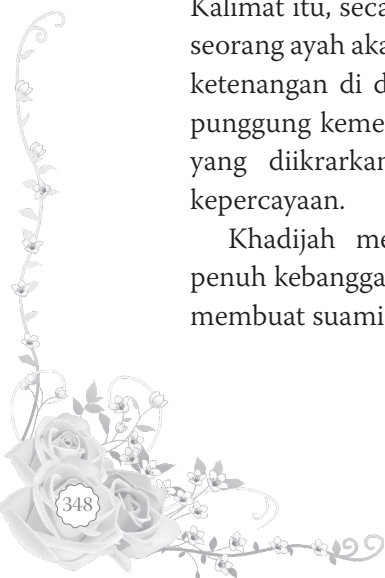 Kalimat itu, seca
seorang ayah aka
ketenangan di d
punggung keme
yang diikrarkan
kepercayaan.
Khadijah me
penuh kebangga
membuat suami
348